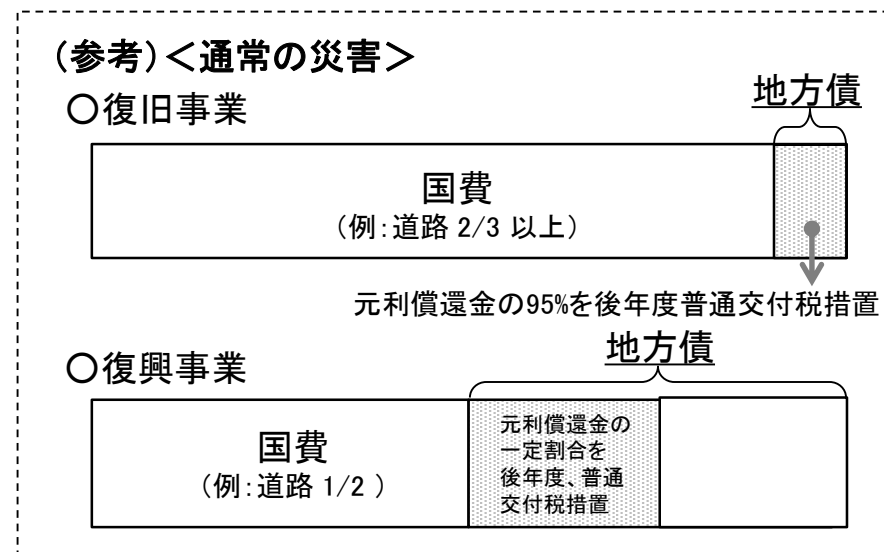 (参考)＜通常の災害＞
○復旧事業
地方債
国費
(例:道路 2/3 以上)
元利償還金の95%を後年度普通交付税措置
○復興事業
地方債
国費
(例:道路 1/2 )
元利償還金の
一定割合を
後年度、普通
交付税措置